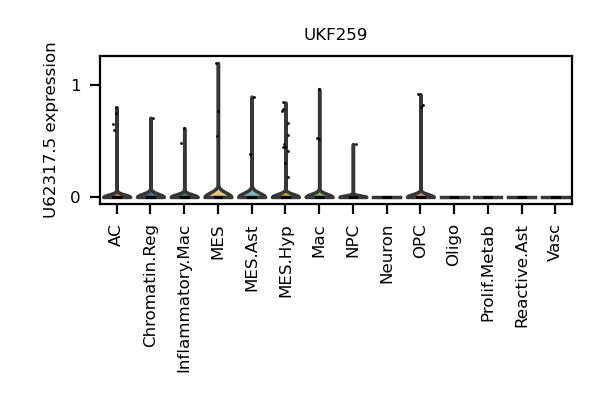 UKF259
U62317.5 expression
1
0
AC
Chromatin.Reg
Inflammatory.Mac
MES
MES.Ast
MES.Hyp
Mac
NPC
Neuron
OPC
Oligo
Prolif.Metab
Reactive.Ast
Vasc